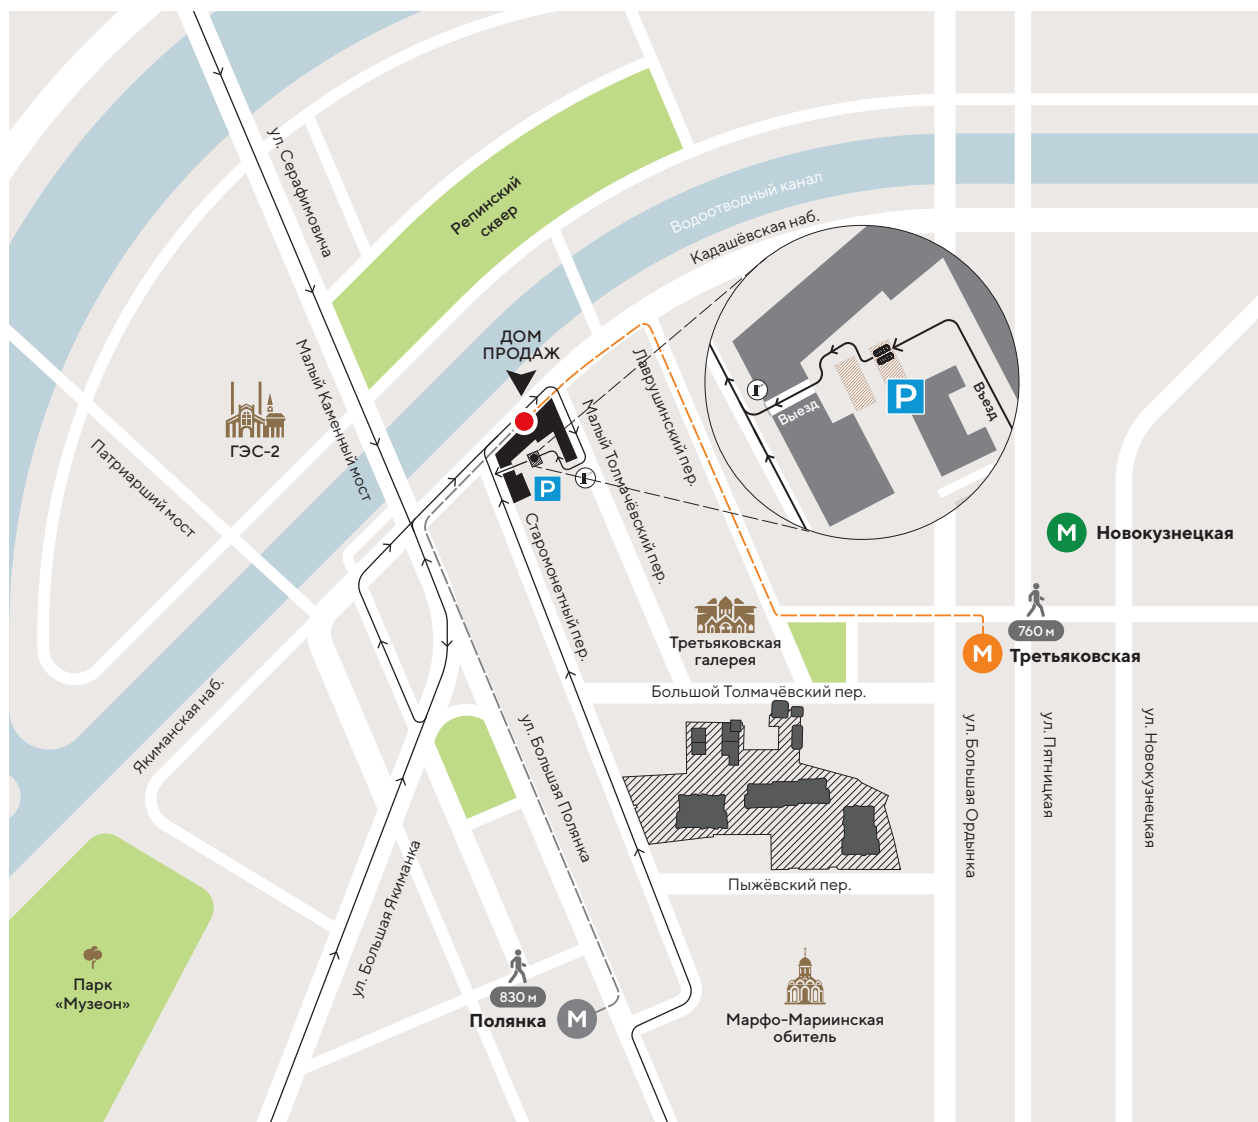 ул. Серафимовича
Репинский
сквер
Водоотводный канал
Кадашёвская наб.
ДОМ
ПРОДАЖ
Малый Каменный мост
Лаврушинский пер.
Малый Толмачёвский пер.
Въезд
Выезд
P
ГЭС-2
Патриарший мост
P
Старомонетный пер.
М
Новокузнецкая
760 м
М
Третьяковская
Третьяковская
галерея
Большой Толмачёвский пер.
Якиманская наб.
ул. Большая Полянка
ул. Большая Ордынка
ул. Пятницкая
ул. Новокузнецкая
ул. Большая Якиманка
Пыжёвский пер.
Парк
«Музеон»
830 м
Полянка
М
Марфо-Мариинская
обитель